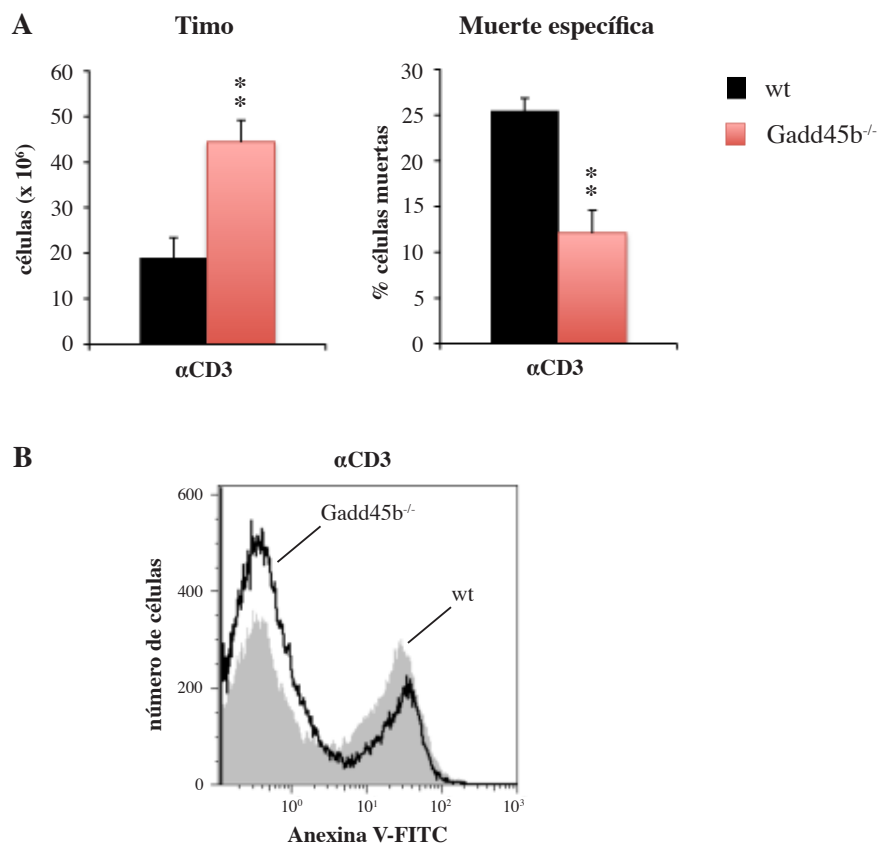 A
Timo
Muerte específica
células (x 10⁶)
60
50
40
30
20
10
0
**
αCD3
% células muertas
30
25
20
15
10
5
0
**
αCD3
wt
Gadd45b⁻/⁻
B
αCD3
número de células
600
400
200
0
Gadd45b⁻/⁻
wt
10⁰
10¹
10²
10³
Anexina V-FITC